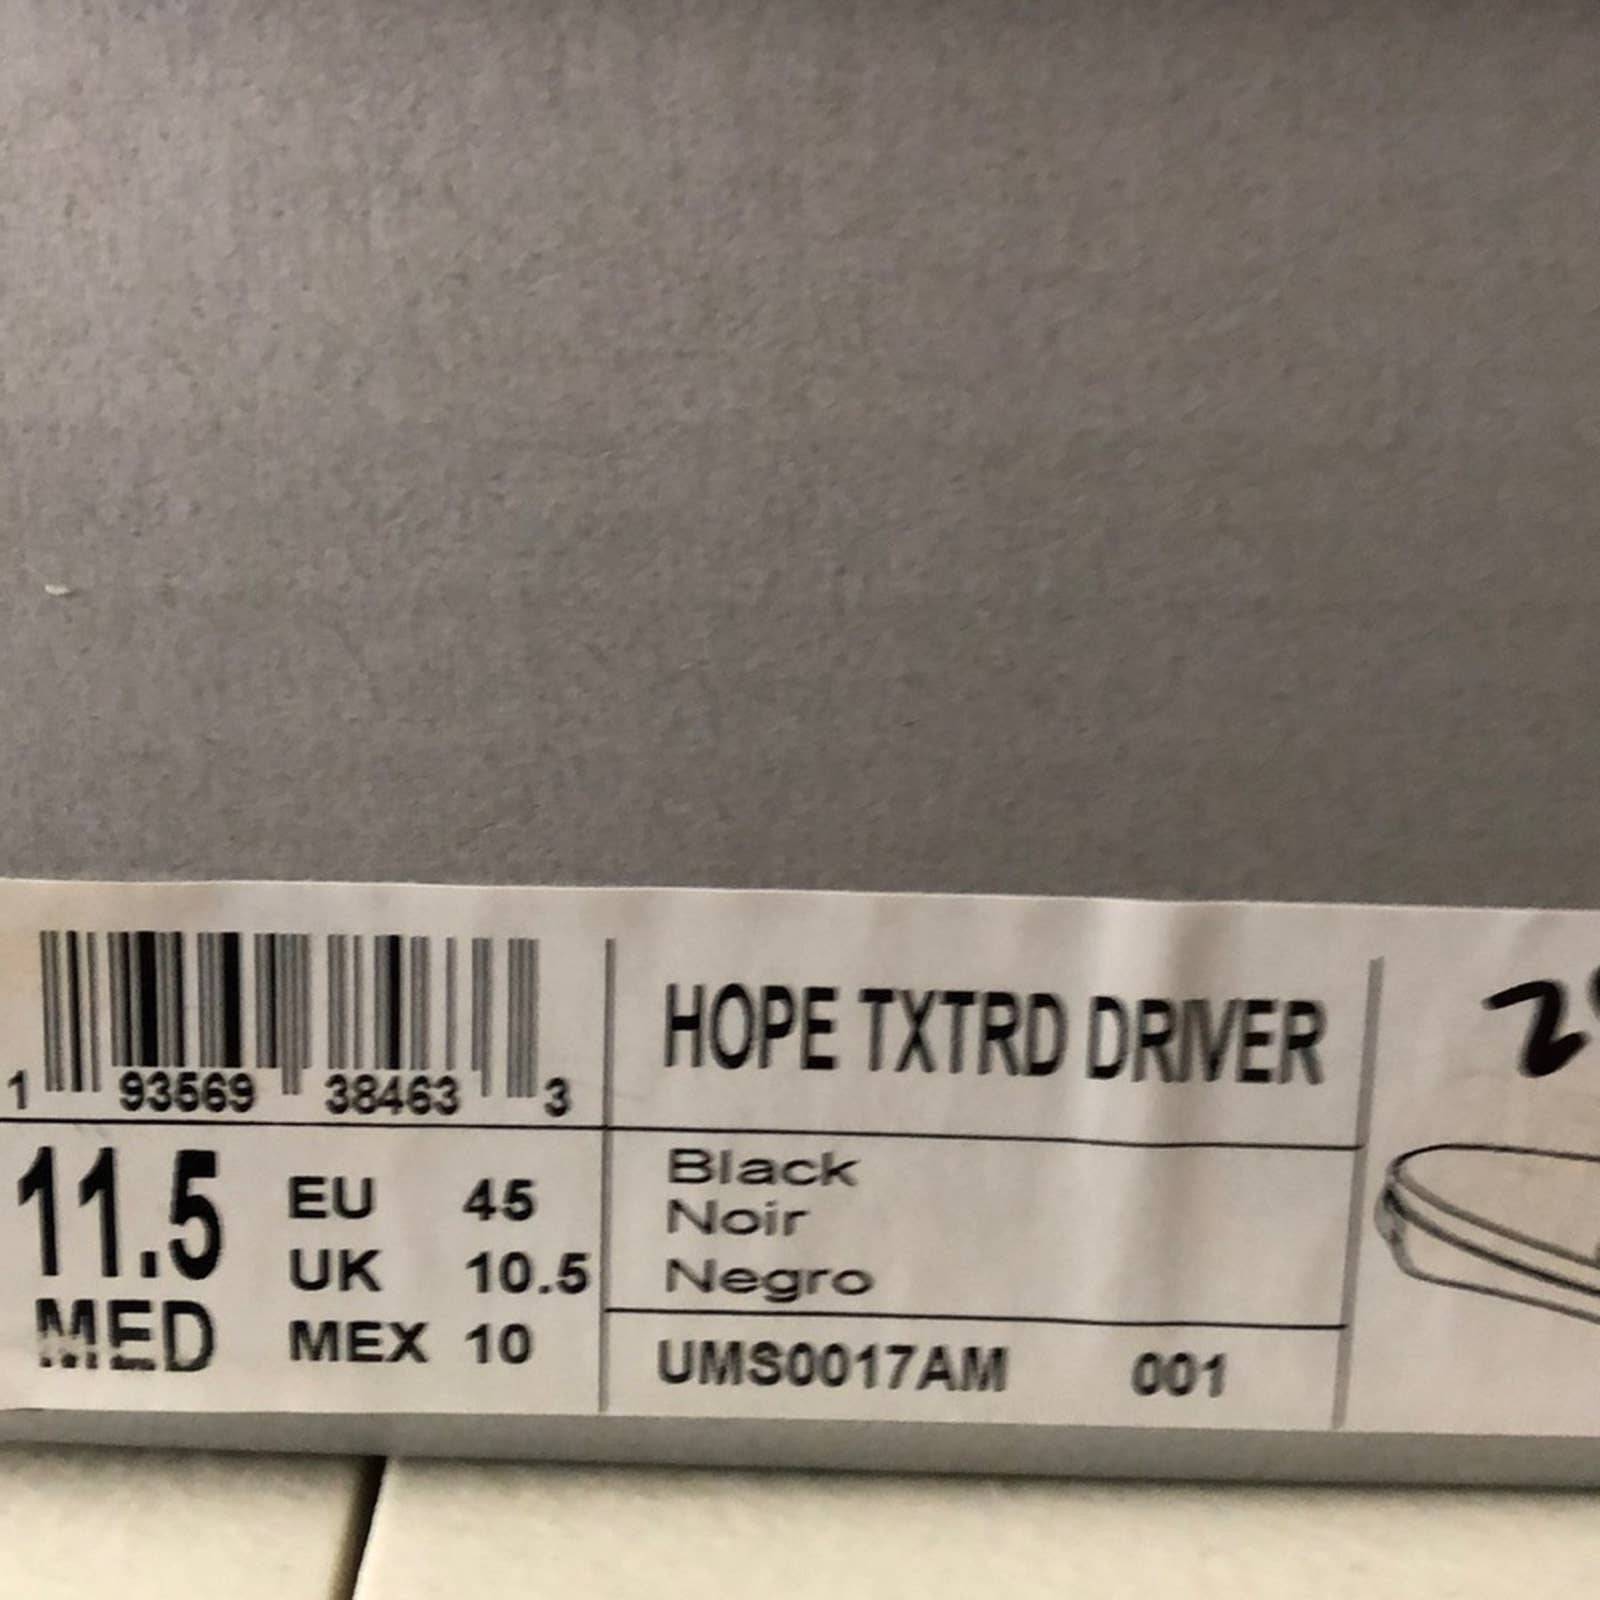 1 93569 38463 3
11.5
MED
EU 45
UK 10.5
MEX 10
HOPE TXTRD DRIVER
Black
Noir
Negro
UMS0017AM 001